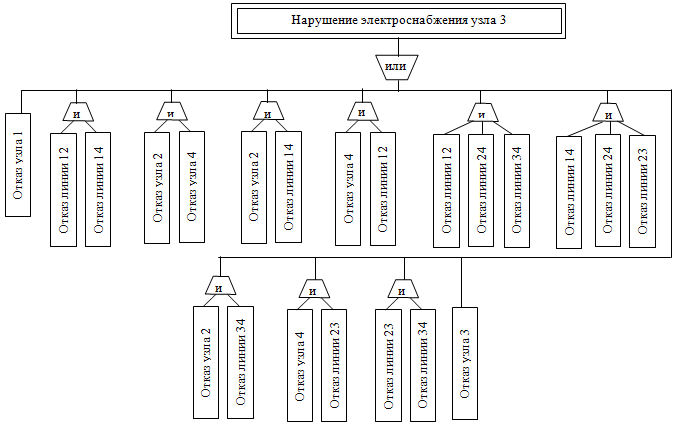 Нарушение электроснабжения узла 3
или
и
и
и
и
и
и
Отказ узла 1
Отказ линии 12
Отказ линии 14
Отказ узла 2
Отказ узла 4
Отказ узла 2
Отказ линии 14
Отказ узла 4
Отказ линии 12
Отказ линии 12
Отказ линии 24
Отказ линии 34
Отказ линии 14
Отказ линии 24
Отказ линии 23
и
и
и
Отказ узла 2
Отказ линии 34
Отказ узла 4
Отказ линии 23
Отказ линии 23
Отказ линии 34
Отказ узла 3